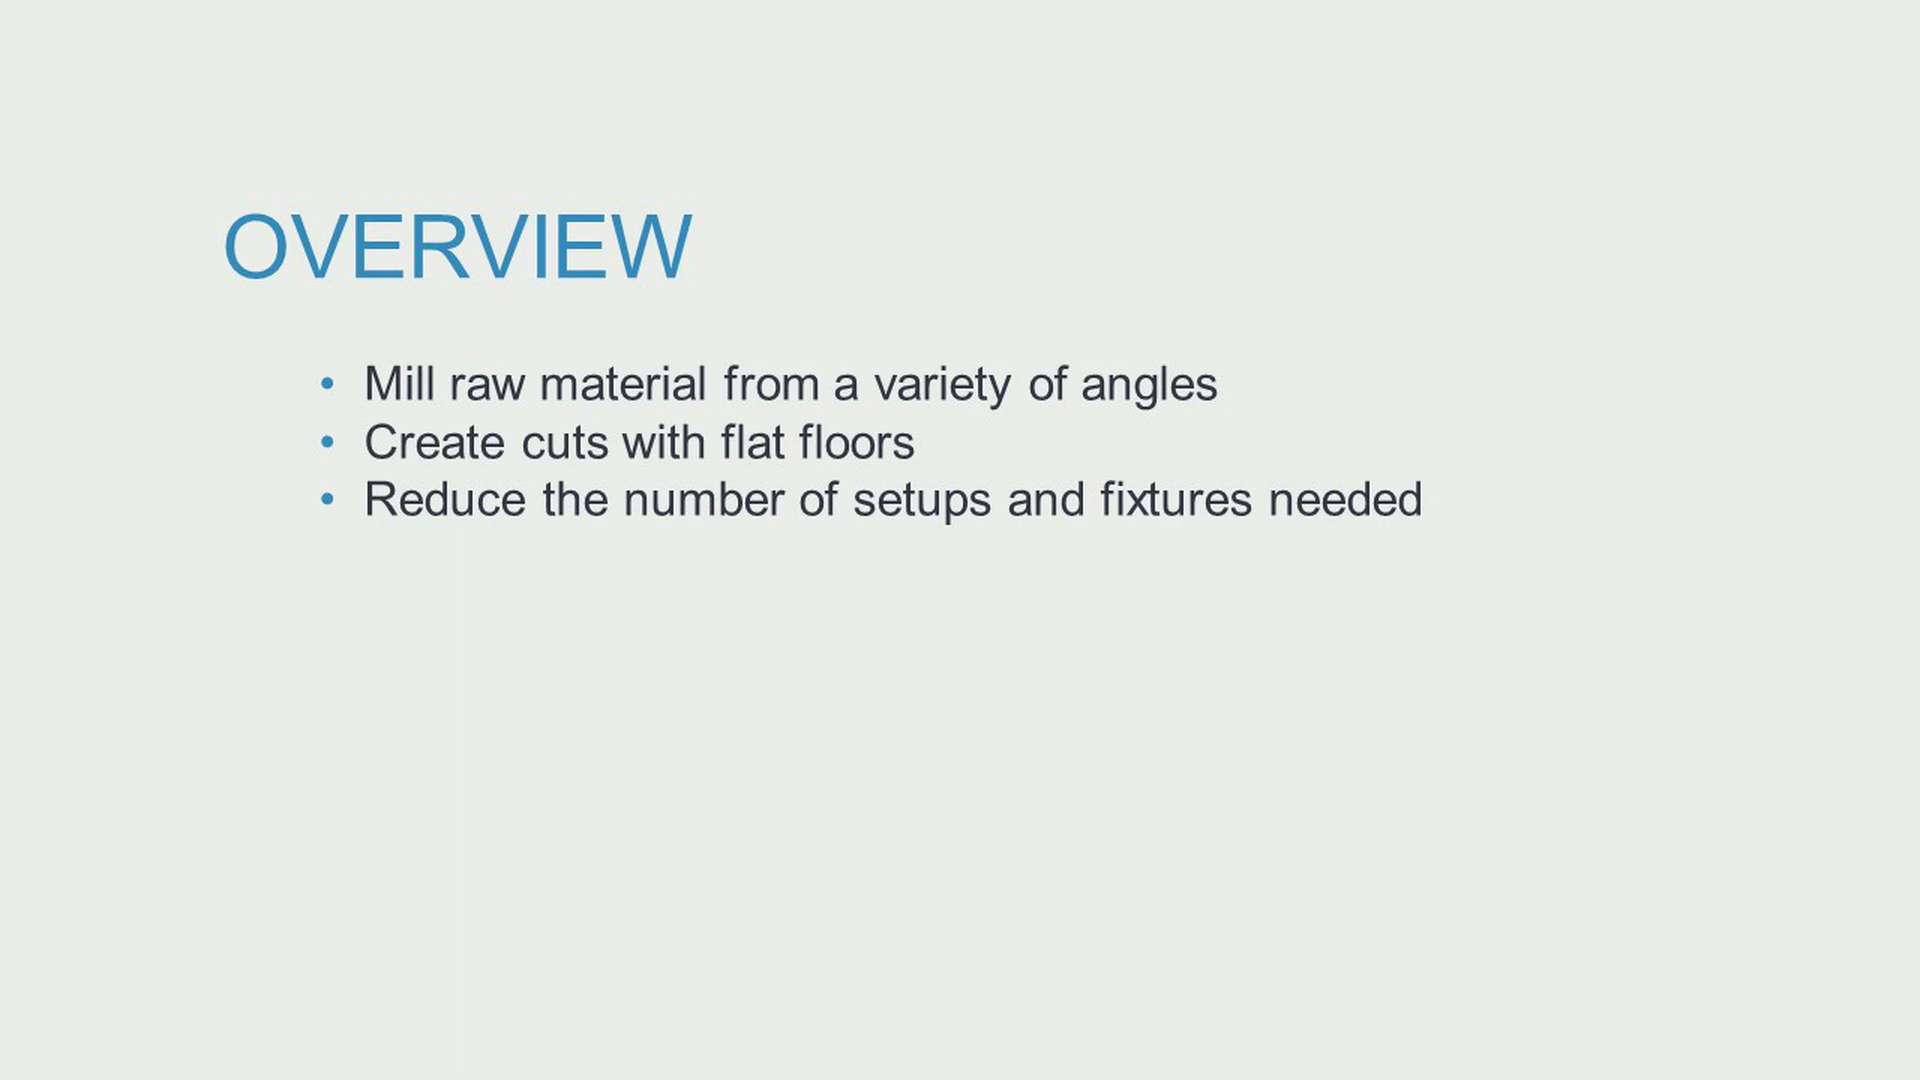 OVERVIEW
• Mill raw material from a variety of angles
• Create cuts with flat floors
• Reduce the number of setups and fixtures needed